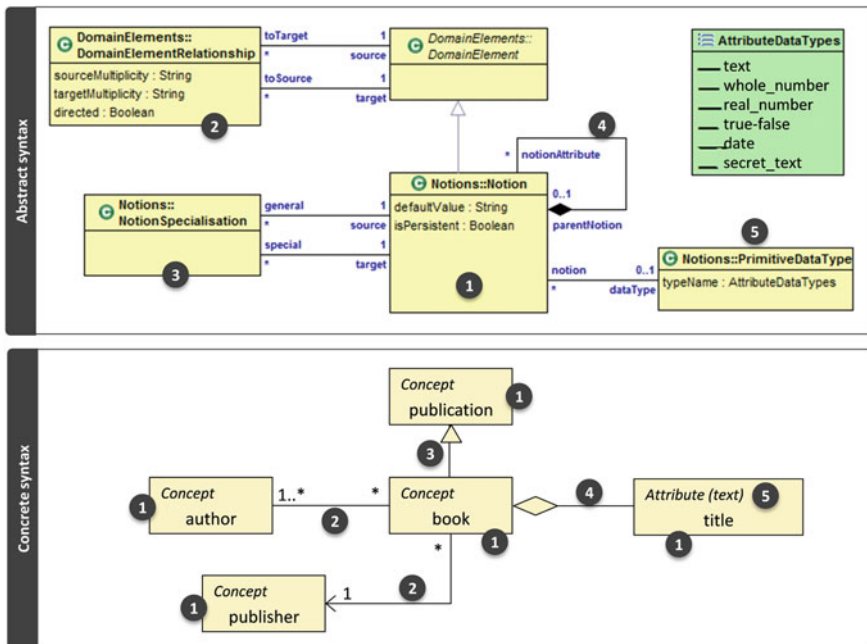 Abstract syntax
DomainElements::
DomainElementRelationship
sourceMultiplicity : String
targetMultiplicity : String
directed : Boolean
2
toTarget
1
*
source
toSource
1
*
target
DomainElements::
DomainElement
AttributeDataTypes
text
whole_number
real_number
true-false
date
secret_text
4
*
notionAttribute
0..1
parentNotion
Notions::
NotionSpecialisation
3
general
1
*
source
special
1
*
target
Notions::Notion
defaultValue : String
isPersistent : Boolean
1
5
notion
0..1
*
dataType
Notions::PrimitiveDataType
typeName : AttributeDataTypes
Concrete syntax
Concept
publication
1
3
Concept
author
1
1..*
*
2
Concept
book
1
4
Attribute (text)
5
title
1
*
2
1
Concept
publisher
1